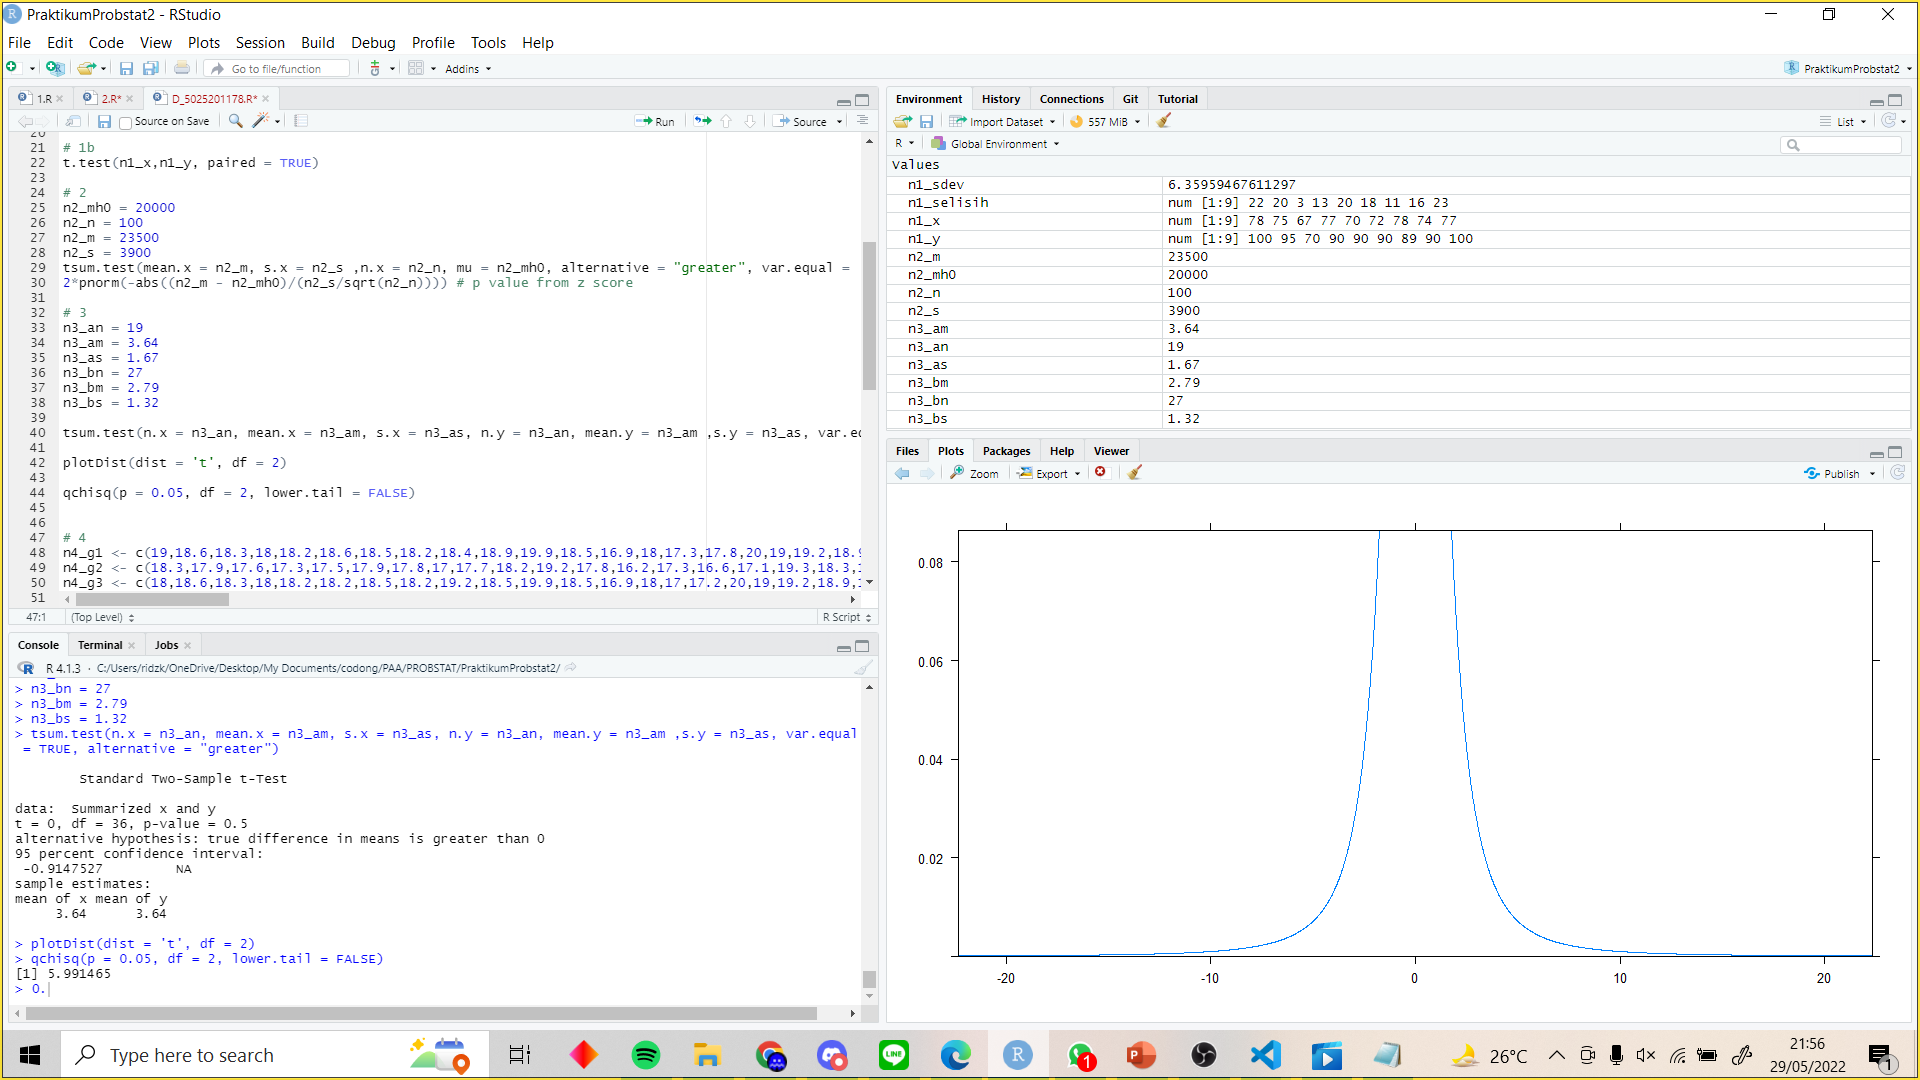 PraktikumProbstat2 - RStudio
File Edit Code View Plots Session Build Debug Profile Tools Help
Go to file/function Addins PraktikumProbstat2
1.R 2.R* D_5025201178.R*
Source on Save Run Source
20
21 # 1b
22 t.test(n1_x,n1_y, paired = TRUE)
23
24 # 2
25 n2_mh0 = 20000
26 n2_n = 100
27 n2_m = 23500
28 n2_s = 3900
29 tsum.test(mean.x = n2_m, s.x = n2_s ,n.x = n2_n, mu = n2_mh0, alternative = "greater", var.equal =
30 2*pnorm(-abs((n2_m - n2_mh0)/(n2_s/sqrt(n2_n)))) # p value from z score
31
32 # 3
33 n3_an = 19
34 n3_am = 3.64
35 n3_as = 1.67
36 n3_bn = 27
37 n3_bm = 2.79
38 n3_bs = 1.32
39
40 tsum.test(n.x = n3_an, mean.x = n3_am, s.x = n3_as, n.y = n3_an, mean.y = n3_am ,s.y = n3_as, var.e
41
42 plotDist(dist = 't', df = 2)
43
44 qchisq(p = 0.05, df = 2, lower.tail = FALSE)
45
46
47 # 4
48 n4_g1 <- c(19,18.6,18.3,18,18.2,18.6,18.5,18.2,18.4,18.9,19.9,18.5,16.9,18,17.3,17.8,20,19,19.2,18.9
49 n4_g2 <- c(18.3,17.9,17.6,17.3,17.5,17.9,17.8,17,17.7,18.2,19.2,17.8,16.2,17.3,16.6,17.1,19.3,18.3,1
50 n4_g3 <- c(18,18.6,18.3,18,18.2,18.2,18.5,18.2,19.2,18.5,19.9,18.5,16.9,18,17,17.2,20,19,19.2,18.9,1
51
47:1 (Top Level) R Script
Console Terminal Jobs
R 4.1.3 · C:/Users/ridzk/OneDrive/Desktop/My Documents/codong/PAA/PROBSTAT/PraktikumProbstat2/
> n3_bn = 27
> n3_bm = 2.79
> n3_bs = 1.32
> tsum.test(n.x = n3_an, mean.x = n3_am, s.x = n3_as, n.y = n3_an, mean.y = n3_am ,s.y = n3_as, var.equal
= TRUE, alternative = "greater")
Standard Two-Sample t-Test
data: Summarized x and y
t = 0, df = 36, p-value = 0.5
alternative hypothesis: true difference in means is greater than 0
95 percent confidence interval:
-0.9147527 NA
sample estimates:
mean of x mean of y
3.64 3.64
> plotDist(dist = 't', df = 2)
> qchisq(p = 0.05, df = 2, lower.tail = FALSE)
[1] 5.991465
> 0.
Environment History Connections Git Tutorial
Import Dataset 557 MiB List
R Global Environment
Values
n1_sdev 6.35959467611297
n1_selisih num [1:9] 22 20 3 13 20 18 11 16 23
n1_x num [1:9] 78 75 67 77 70 72 78 74 77
n1_y num [1:9] 100 95 70 90 90 90 89 90 100
n2_m 23500
n2_mh0 20000
n2_n 100
n2_s 3900
n3_am 3.64
n3_an 19
n3_as 1.67
n3_bm 2.79
n3_bn 27
n3_bs 1.32
Files Plots Packages Help Viewer
Zoom Export Publish
0.08
0.06
0.04
0.02
-20 -10 0 10 20
Type here to search
1
26°C
21:56
29/05/2022
1